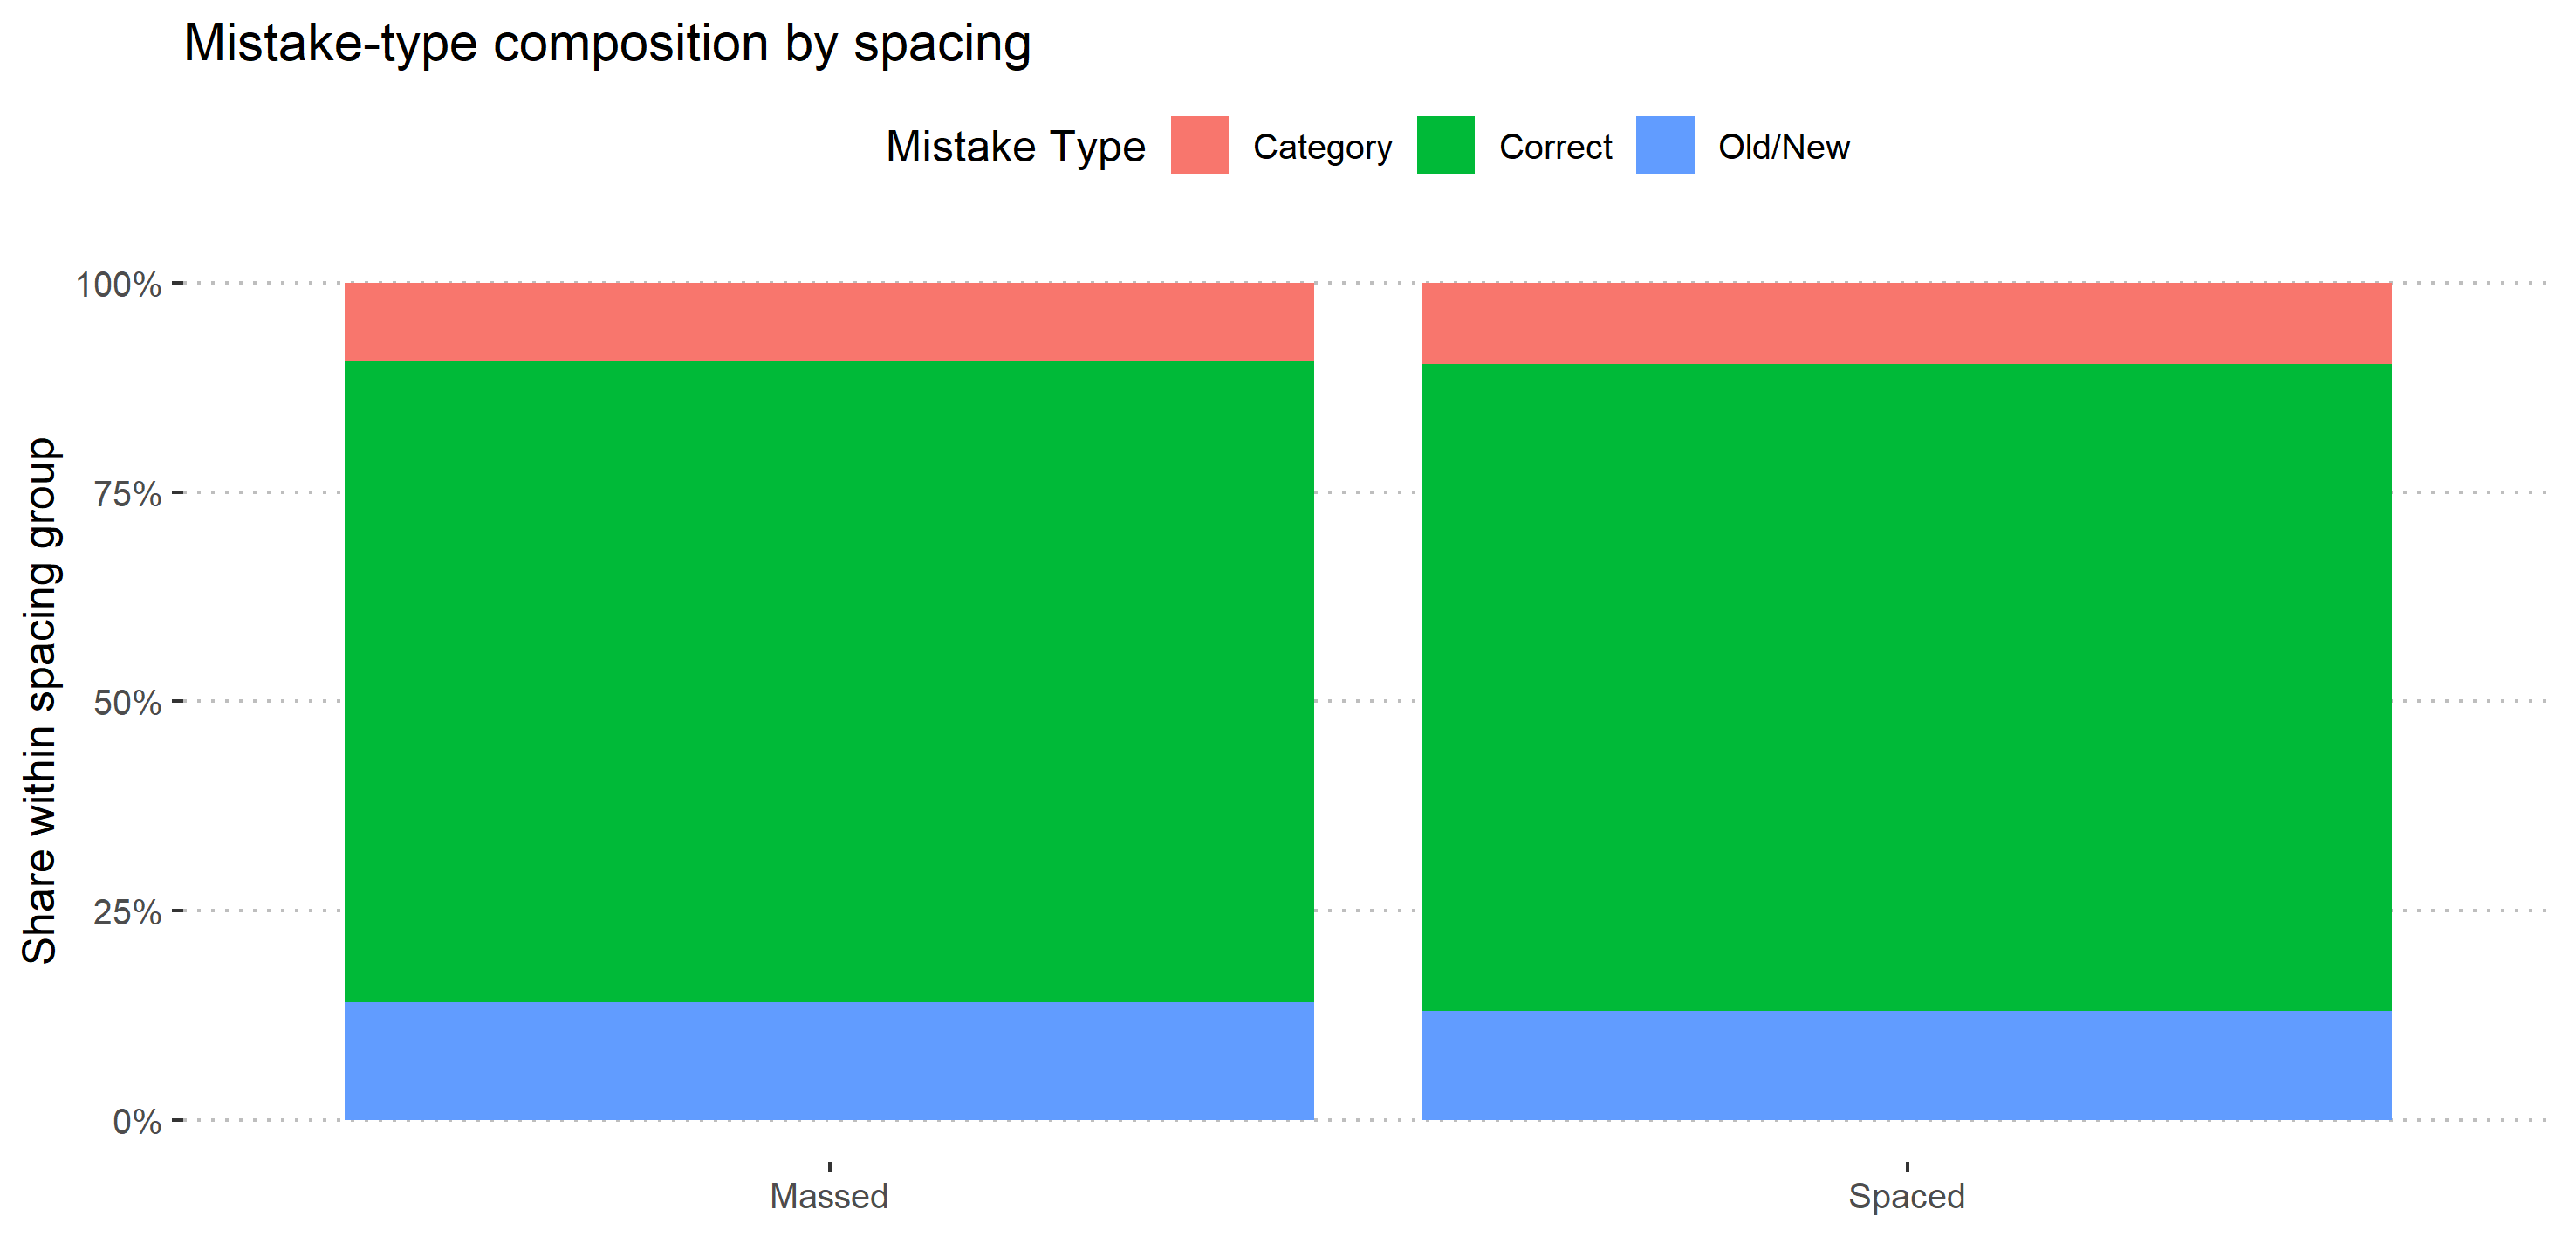 Mistake-type composition by spacing
Mistake Type Category Correct Old/New
Share within spacing group
100%
75%
50%
25%
0%
Massed Spaced